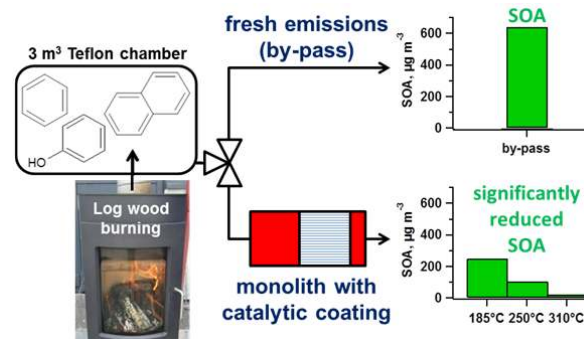 3 m³ Teflon chamber
HO
Log wood
burning
fresh emissions
(by-pass)
monolith with
catalytic coating
SOA
SOA, µg m⁻³
600
400
200
0
by-pass
significantly
reduced
SOA
SOA, µg m⁻³
600
400
200
0
185°C 250°C 310°C